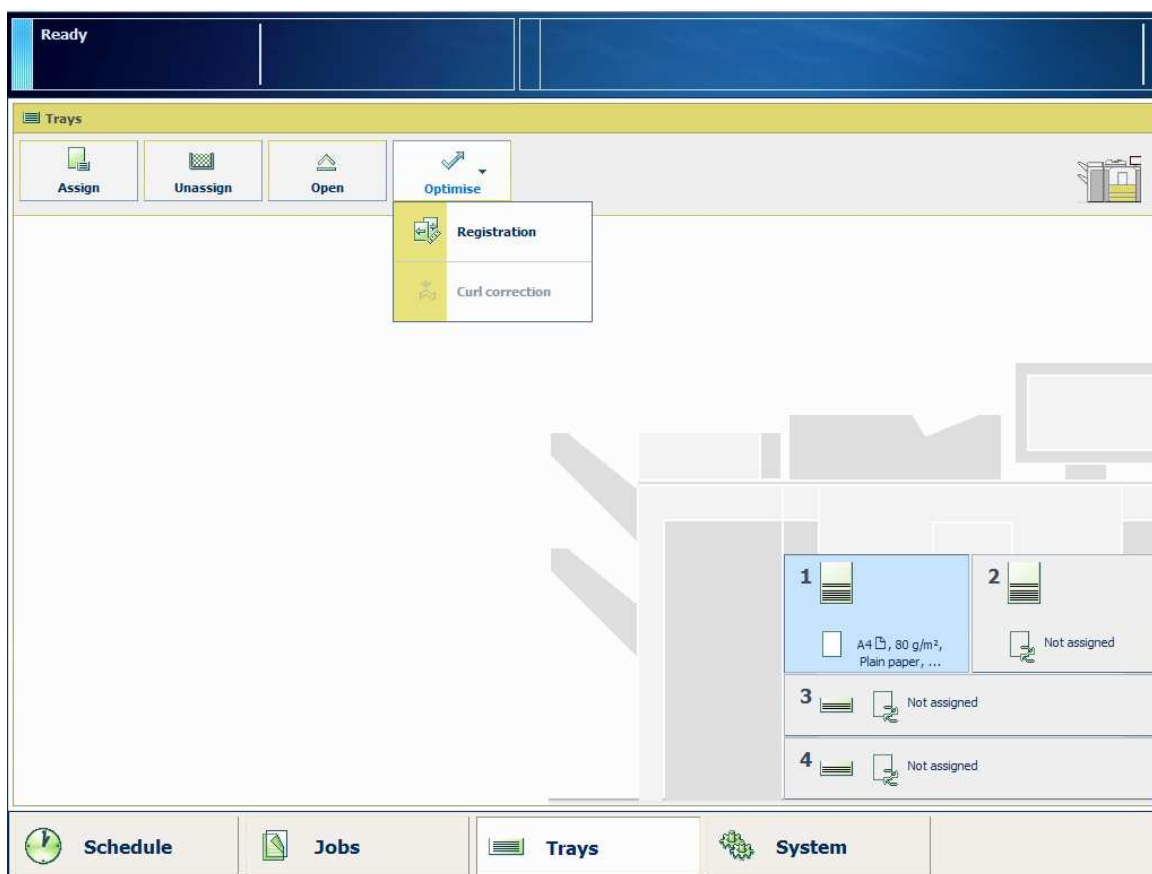 Ready
Trays
Assign
Unassign
Open
Optimise
Registration
Curl correction
1
A4, 80 g/m²,
Plain paper, ...
2
Not assigned
3
Not assigned
4
Not assigned
Schedule
Jobs
Trays
System